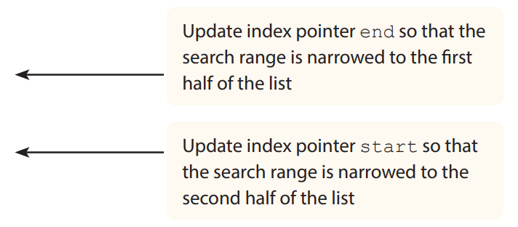 Update index pointer end so that the
search range is narrowed to the first
half of the list
Update index pointer start so that
the search range is narrowed to the
second half of the list